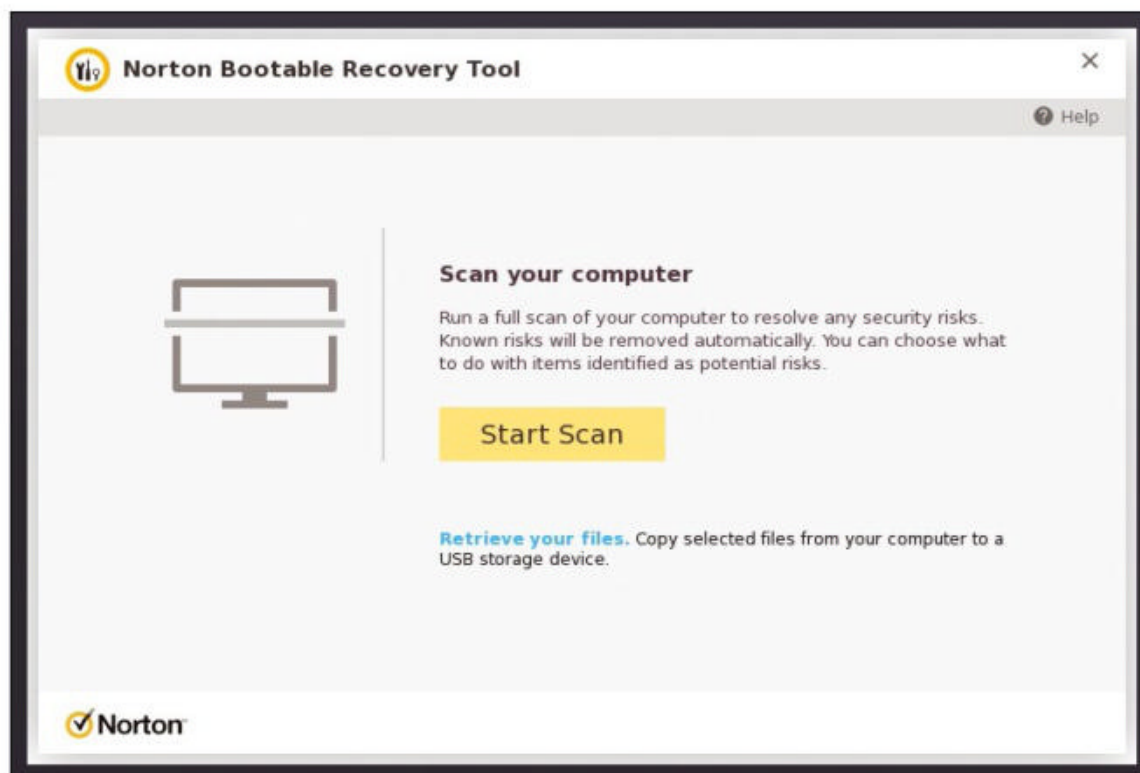 Norton Bootable Recovery Tool
Help
Scan your computer
Run a full scan of your computer to resolve any security risks.
Known risks will be removed automatically. You can choose what
to do with items identified as potential risks.
Start Scan
Retrieve your files. Copy selected files from your computer to a
USB storage device.
Norton